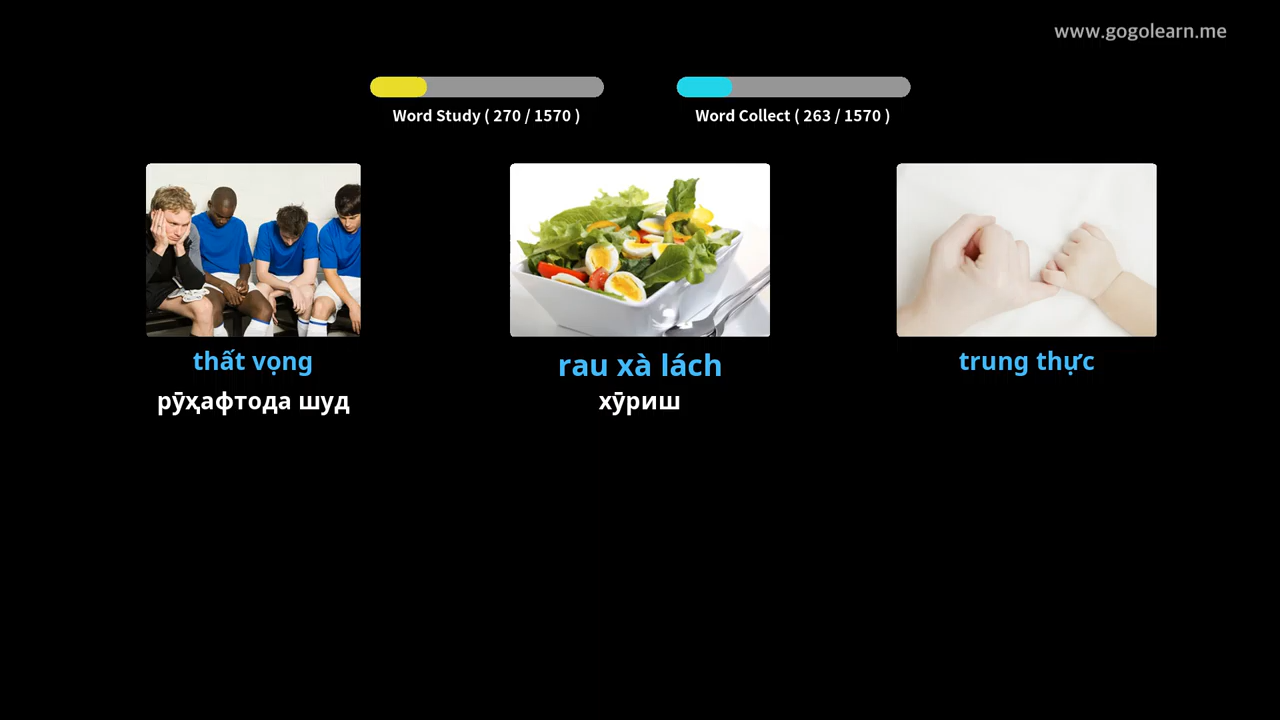 www.gogolearn.me
Word Study ( 270 / 1570 )
Word Collect ( 263 / 1570 )
thất vọng
рӯҳафтода шуд
rau xà lách
хӯриш
trung thực